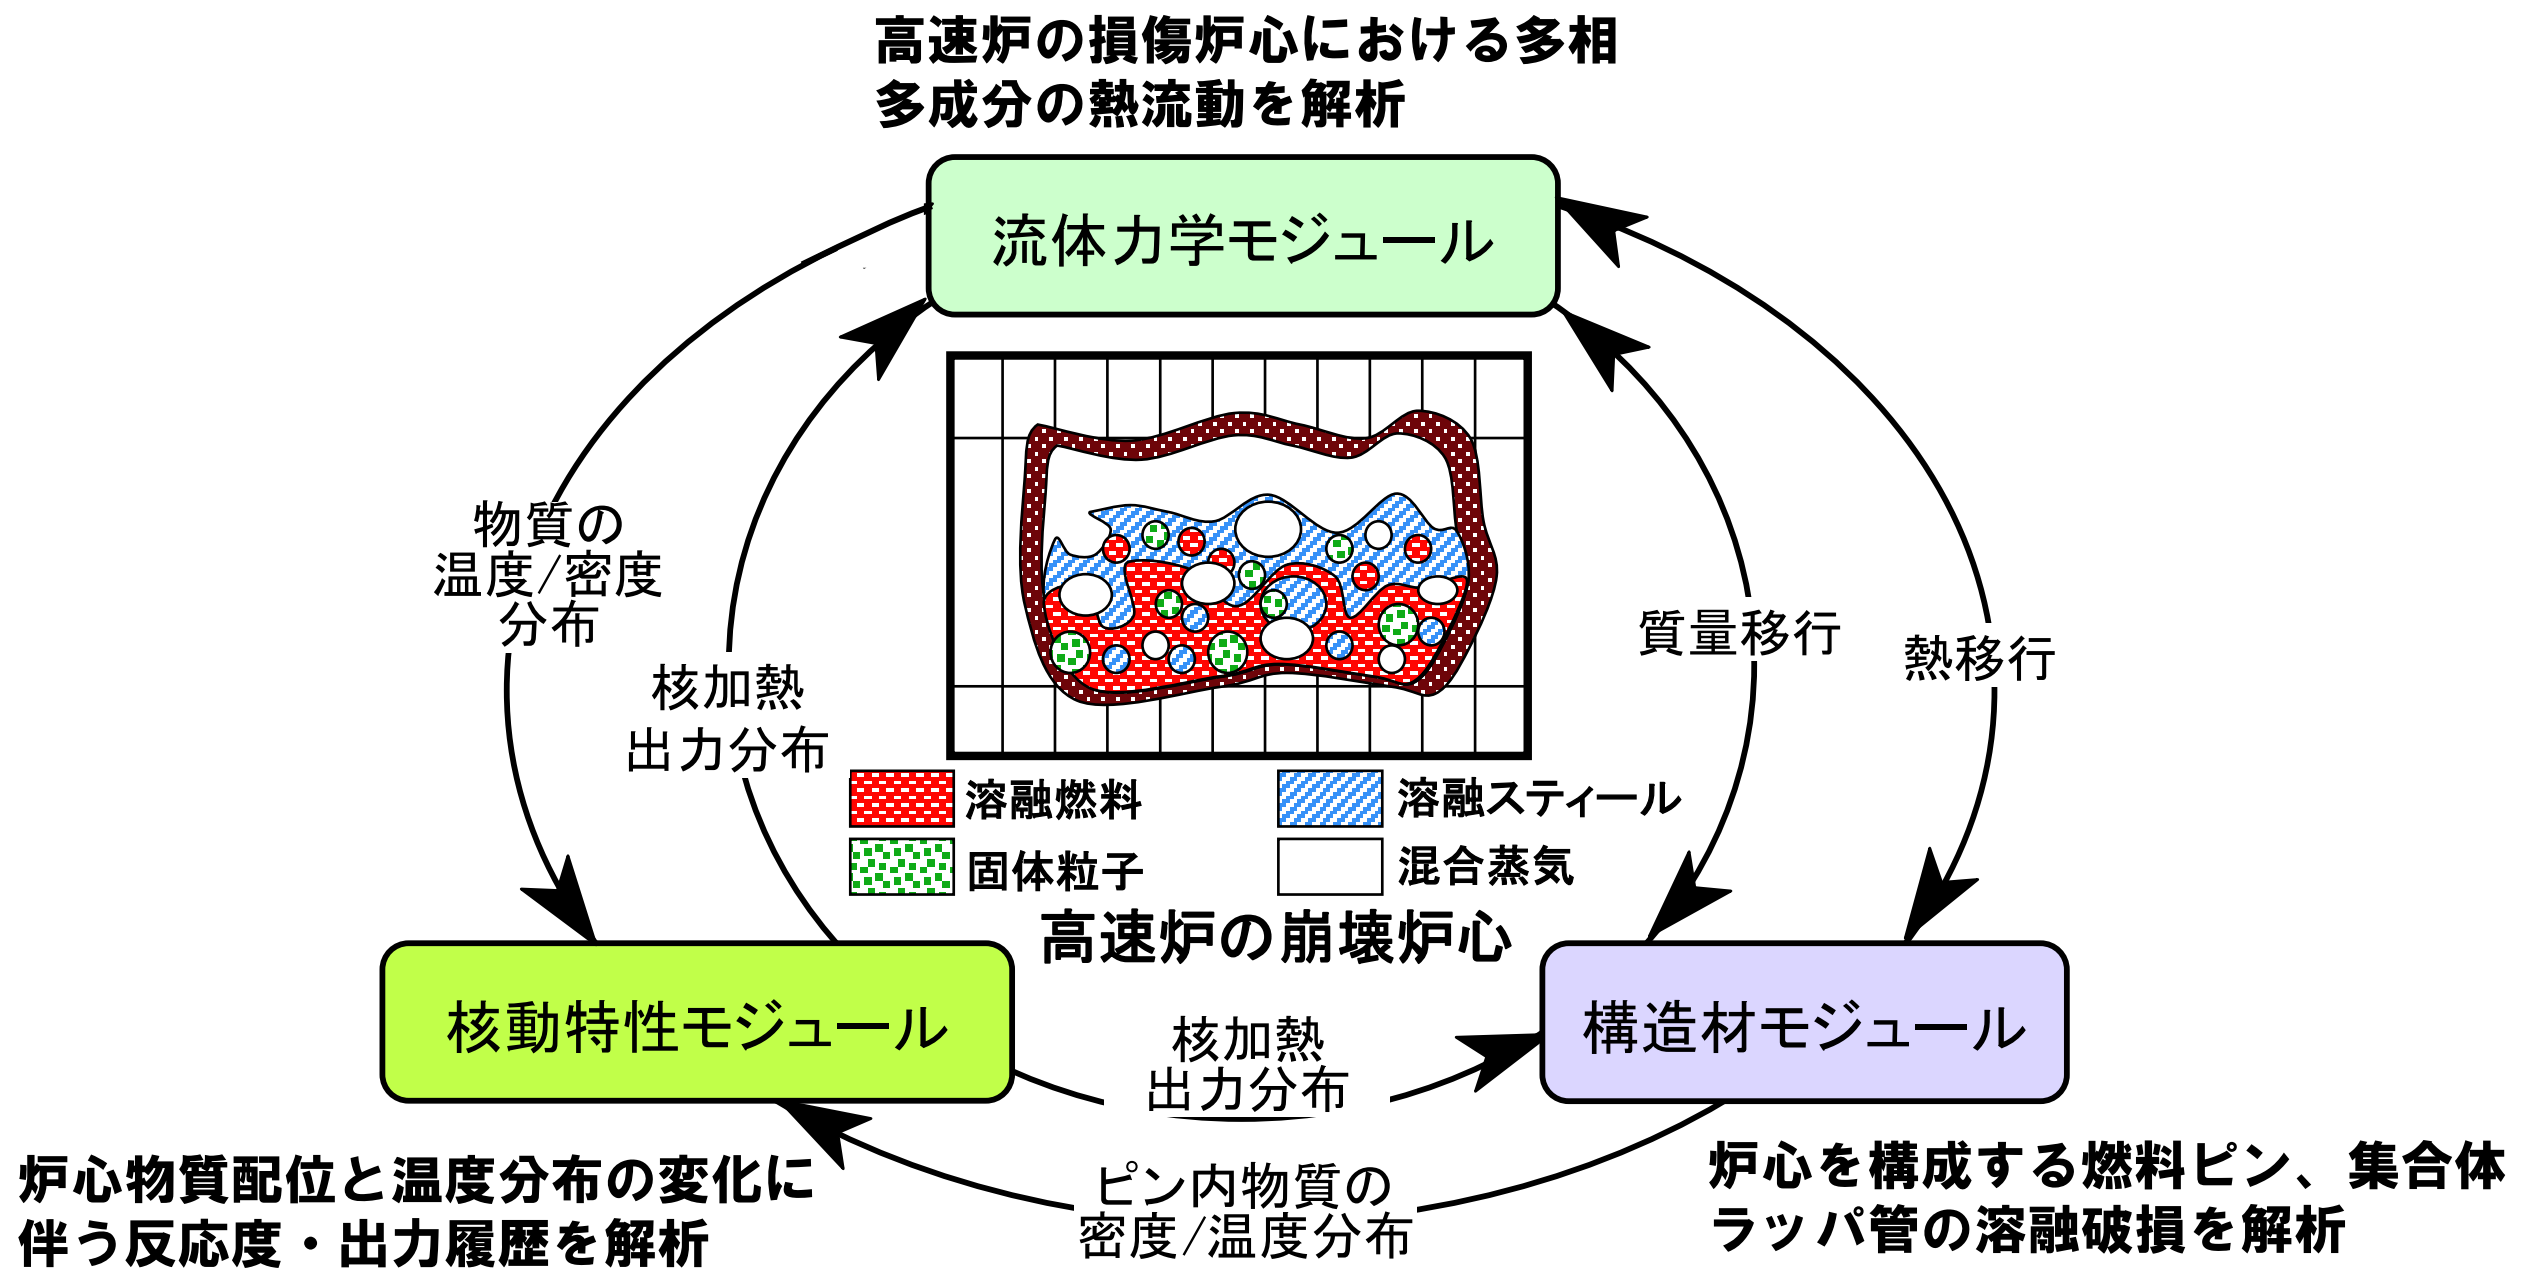 高速炉の損傷炉心における多相
多成分の熱流動を解析
流体力学モジュール
物質の
温度/密度
分布
核加熱
出力分布
質量移行
熱移行
溶融燃料
溶融スティール
固体粒子
混合蒸気
高速炉の崩壊炉心
核動特性モジュール
構造材モジュール
核加熱
出力分布
ピン内物質の
密度/温度分布
炉心物質配位と温度分布の変化に
伴う反応度・出力履歴を解析
炉心を構成する燃料ピン、集合体
ラッパ管の溶融破損を解析